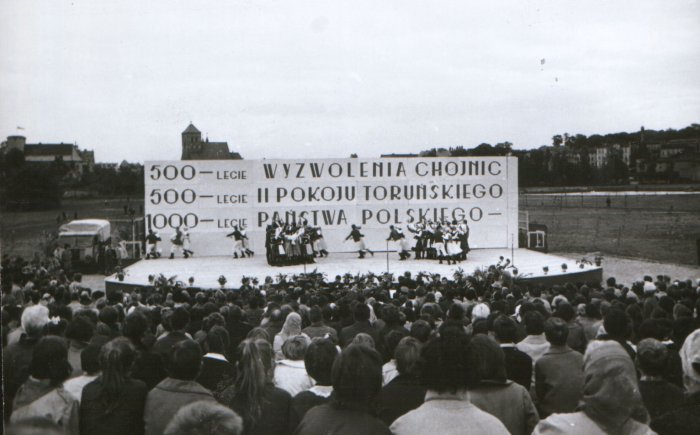 500-LECIE WYZWOLENIA CHOJNIC
500-LECIE II POKOJU TORUŃSKIEGO
1000-LECIE PAŃSTWA POLSKIEGO-